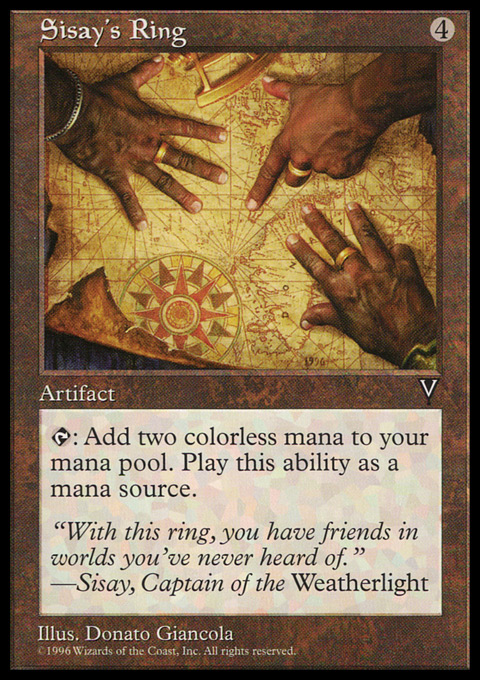 Sisay's Ring 4
1996
Artifact V
: Add two colorless mana to your
mana pool. Play this ability as a
mana source.
"With this ring, you have friends in
worlds you've never heard of."
—Sisay, Captain of the Weatherlight
Illus. Donato Giancola
©1996 Wizards of the Coast, Inc. All rights reserved.